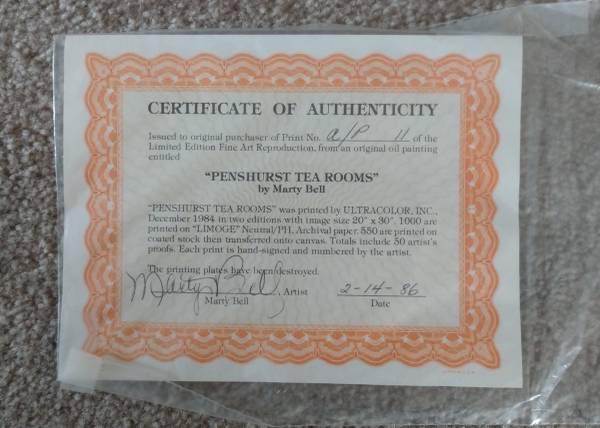 CERTIFICATE OF AUTHENTICITY
Issued to original purchaser of Print No. A/P 11 of the
Limited Edition Fine Art Reproduction, from an original oil painting
entitled
"PENSHURST TEA ROOMS"
by Marty Bell
"PENSHURST TEA ROOMS" was printed by ULTRACOLOR, INC.,
December 1984 in two editions with image size 20" x 30". 1000 are
printed on "LIMOGE" Neutral/PH. Archival paper. 550 are printed on
coated stock then transferred onto canvas. Totals include 50 artist's
proofs. Each print is hand-signed and numbered by the artist.
The printing plates have been destroyed.
Marty Bell, Artist 2-14-86
Marty Bell Date